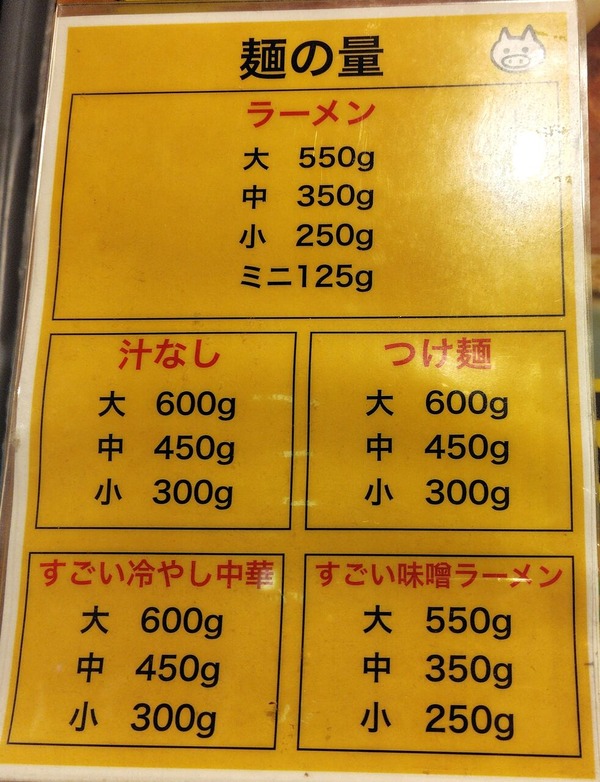 麺の量
ラーメン
大 550g
中 350g
小 250g
ミニ125g
汁なし
大 600g
中 450g
小 300g
つけ麺
大 600g
中 450g
小 300g
すごい冷やし中華
大 600g
中 450g
小 300g
すごい味噌ラーメン
大 550g
中 350g
小 250g